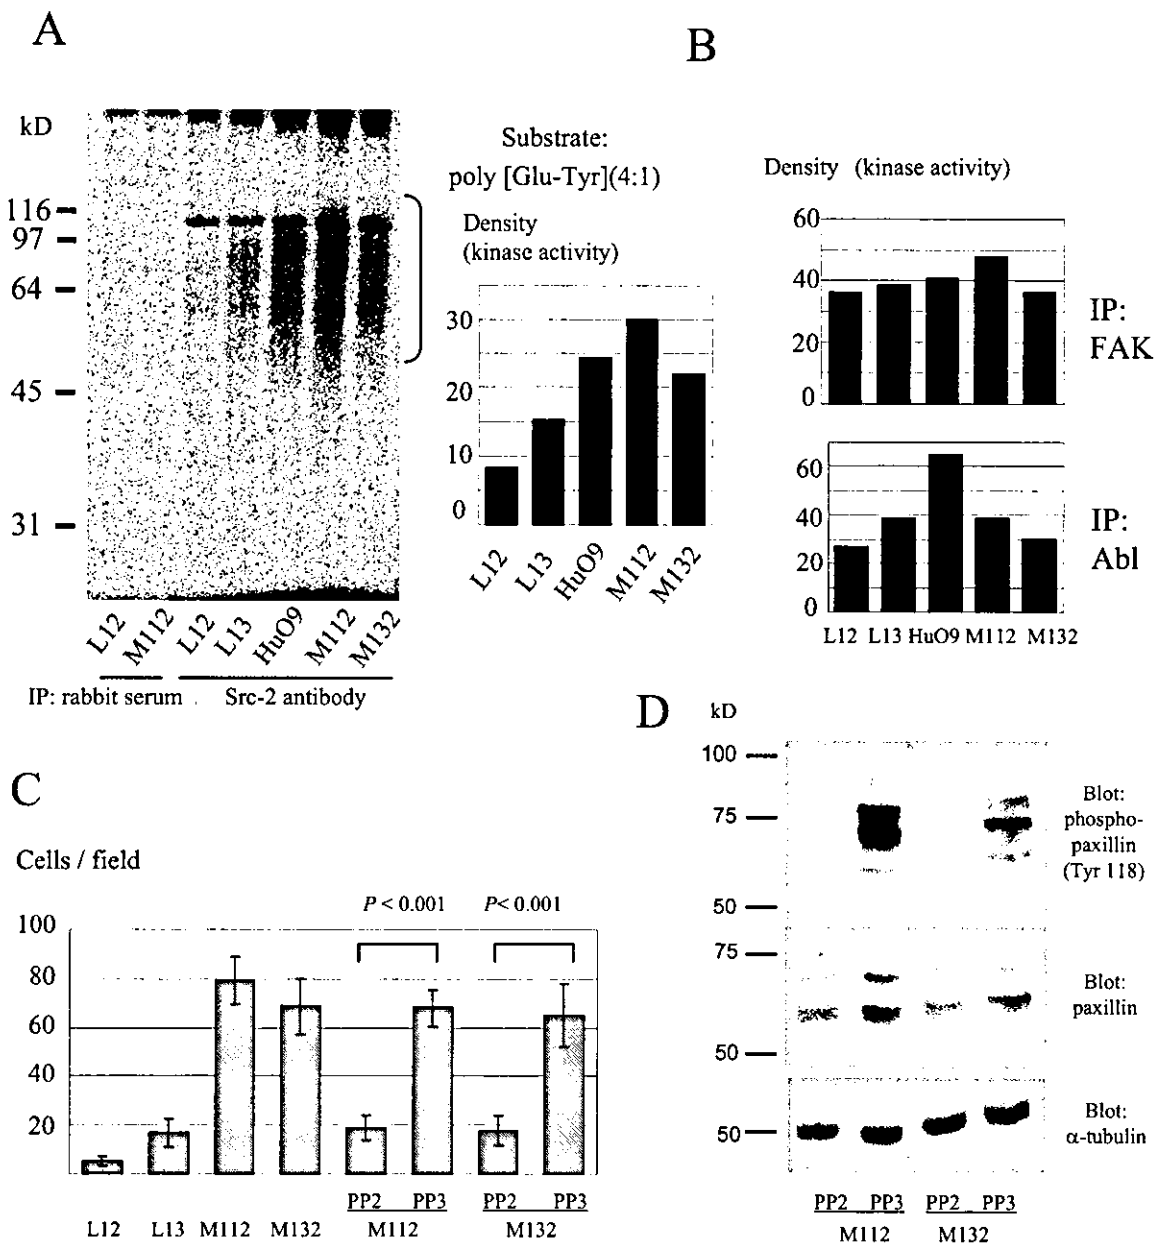 A
kD
116
97
64
45
31
L12
M112
L12
L13
HuO9
M112
M132
IP: rabbit serum
Src-2 antibody
Substrate:
poly [Glu-Tyr](4:1)
Density
(kinase activity)
30
20
10
0
L12
L13
HuO9
M112
M132
B
Density (kinase activity)
60
40
20
0
IP:
FAK
60
40
20
0
IP:
Abl
L12 L13 HuO9 M112 M132
C
Cells / field
100
80
60
40
20
P < 0.001 P < 0.001
PP2 PP3 PP2 PP3
L12 L13 M112 M132 M112 M132
D
kD
100
75
50
Blot:
phospho-
paxillin
(Tyr 118)
75
50
Blot:
paxillin
50
Blot:
α-tubulin
PP2 PP3 PP2 PP3
M112 M132